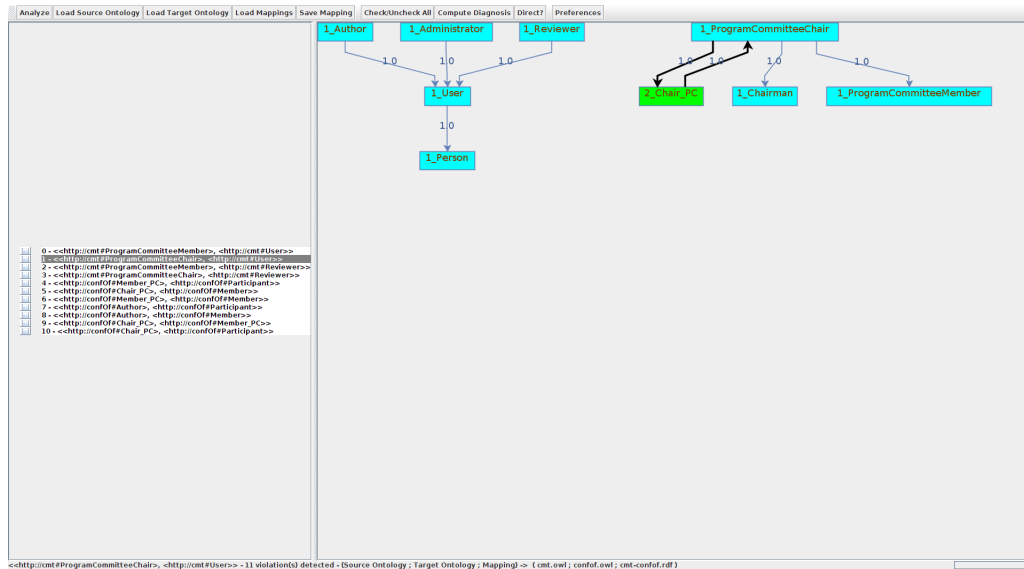 Analyze Load Source Ontology Load Target Ontology Load Mappings Save Mapping Check/Uncheck All Compute Diagnosis Direct? Preferences
1_Author 1_Administrator 1_Reviewer 1_ProgramCommitteeChair
1.0 1.0 1.0 1.0 1.0 1.0 1.0
1_User 2_Chair_PC 1_Chairman 1_ProgramCommitteeMember
1.0
1_Person
0 - <<http://cmt#ProgramCommitteeMember>, <http://cmt#User>>
1 - <<http://cmt#ProgramCommitteeChair>, <http://cmt#User>>
2 - <<http://cmt#ProgramCommitteeMember>, <http://cmt#Reviewer>>
3 - <<http://cmt#ProgramCommitteeChair>, <http://cmt#Reviewer>>
4 - <<http://confOf#Member_PC>, <http://confOf#Participant>>
5 - <<http://confOf#Chair_PC>, <http://confOf#Member>>
6 - <<http://confOf#Member_PC>, <http://confOf#Member>>
7 - <<http://confOf#Author>, <http://confOf#Participant>>
8 - <<http://confOf#Author>, <http://confOf#Member>>
9 - <<http://confOf#Chair_PC>, <http://confOf#Member_PC>>
10 - <<http://confOf#Chair_PC>, <http://confOf#Participant>>
<<http://cmt#ProgramCommitteeChair>, <http://cmt#User>> - 11 violation(s) detected - (Source Ontology ; Target Ontology ; Mapping) -> ( cmt.owl ; confof.owl ; cmt-confof.rdf )